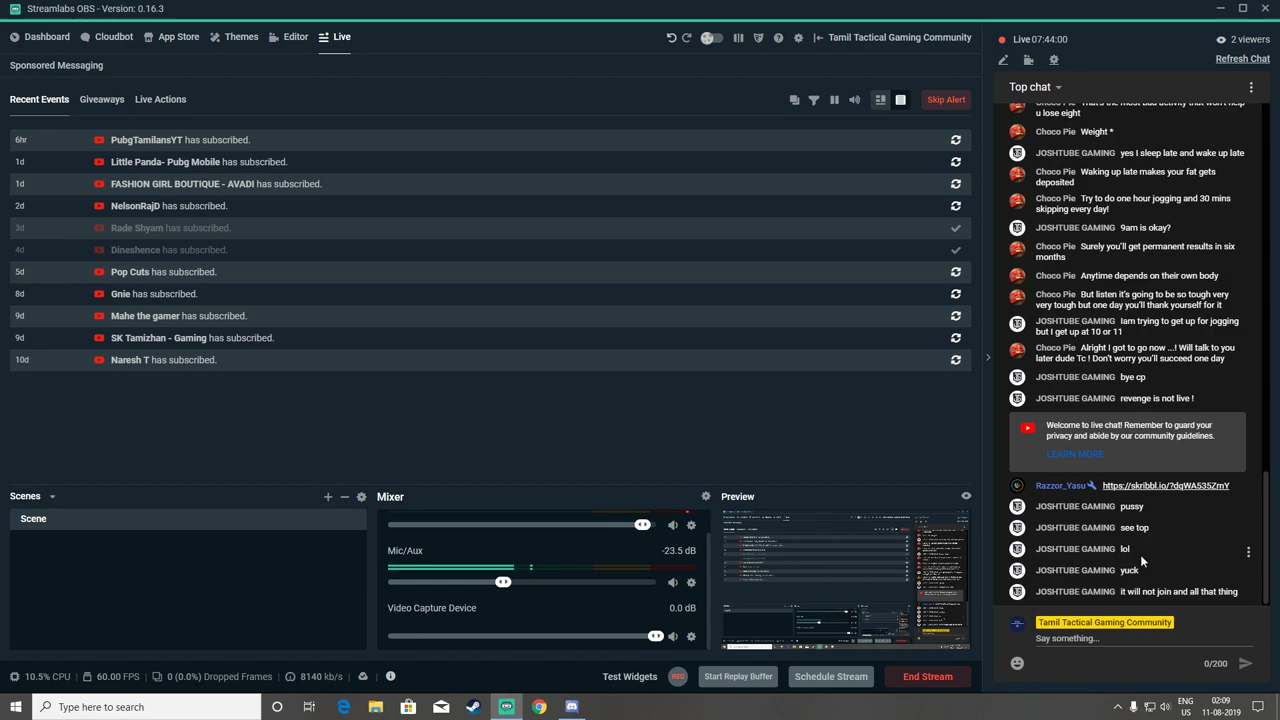 Streamlabs OBS - Version: 0.16.3
Dashboard Cloudbot App Store Themes Editor Live Tamil Tactical Gaming Community
Sponsored Messaging
Recent Events Giveaways Live Actions Skip Alert
6hr PubgTamilansYT has subscribed.
1d Little Panda- Pubg Mobile has subscribed.
1d FASHION GIRL BOUTIQUE - AVADI has subscribed.
2d NelsonRajD has subscribed.
3d Rade Shyam has subscribed.
4d Dineshence has subscribed.
5d Pop Cuts has subscribed.
8d Gnie has subscribed.
9d Mahe the gamer has subscribed.
9d SK Tamizhan - Gaming has subscribed.
10d Naresh T has subscribed.
Scenes
Scene
Mixer
Mic/Aux -23.5 dB
Video Capture Device 0.0 dB
Preview
10.5% CPU 60.00 FPS 0 (0.0%) Dropped Frames 8194 kb/s Test Widgets REC Start Replay Buffer Schedule Stream End Stream
Live 07:44:00 2 viewers
Refresh Chat
Top chat
Choco Pie That's the most bad activity that won't help
u lose eight
Choco Pie Weight *
JOSHTUBE GAMING yes I sleep late and wake up late
Choco Pie Waking up late makes your fat gets
deposited
Choco Pie Try to do one hour jogging and 30 mins
skipping every day!
JOSHTUBE GAMING 9am is okay?
Choco Pie Surely you'll get permanent results in six
months
Choco Pie Anytime depends on their own body
Choco Pie But listen it's going to be so tough very
very tough but one day you'll thank yourself for it
JOSHTUBE GAMING Iam trying to get up for jogging
but I get up at 10 or 11
Choco Pie Alright I got to go now ...! Will talk to you
later dude Tc ! Don't worry you'll succeed one day
JOSHTUBE GAMING bye cp
JOSHTUBE GAMING revenge is not live !
Welcome to live chat! Remember to guard your
privacy and abide by our community guidelines.
LEARN MORE
Razzor_Yasu https://skribbl.io/?dqWA535ZmY
JOSHTUBE GAMING pussy
JOSHTUBE GAMING see top
JOSHTUBE GAMING lol
JOSHTUBE GAMING yuck
JOSHTUBE GAMING it will not join and all that thing
Tamil Tactical Gaming Community
Say something...
0/200
Type here to search
ENG
US
02:09
11-08-2019